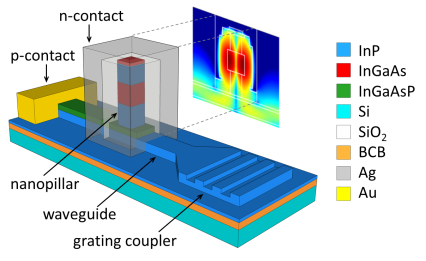 n-contact
p-contact
nanopillar
waveguide
grating coupler
InP
InGaAs
InGaAsP
Si
SiO₂
BCB
Ag
Au